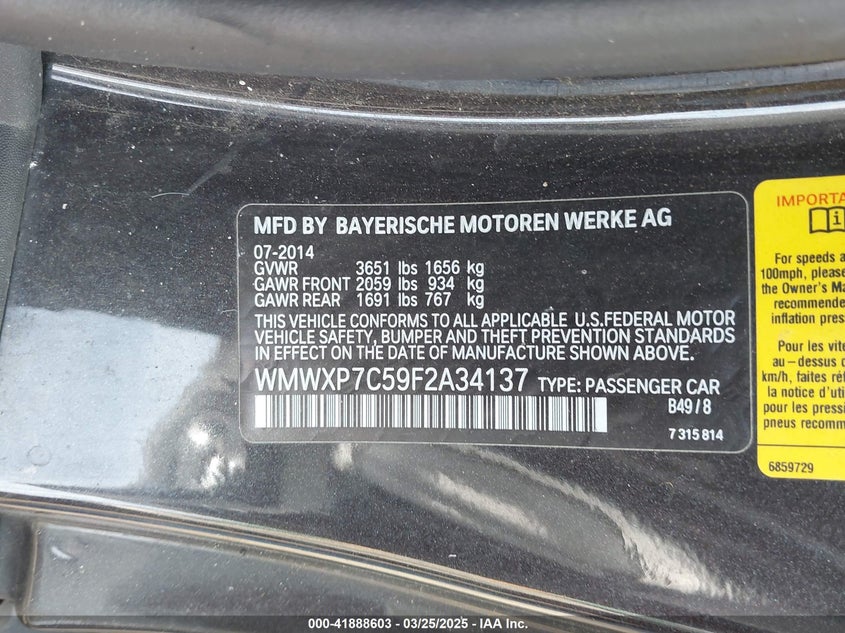 MFD BY BAYERISCHE MOTOREN WERKE AG
07-2014
GVWR 3651 lbs 1656 kg
GAWR FRONT 2059 lbs 934 kg
GAWR REAR 1691 lbs 767 kg
THIS VEHICLE CONFORMS TO ALL APPLICABLE U.S.FEDERAL MOTOR
VEHICLE SAFETY, BUMPER AND THEFT PREVENTION STANDARDS
IN EFFECT ON THE DATE OF MANUFACTURE SHOWN ABOVE.
WMWXP7C59F2A34137 TYPE: PASSENGER CAR
B49/8
7 315 814
IMPORTA
For speeds a
100mph, please
the Owner's Ma
recommende
inflation pres
Pour les vite
au-dessus d
km/h, faites ré
la notice d'util
pour les pressi
pneus recomm
6859729
000-41888603 / 03/25/2025 - IAA Inc.